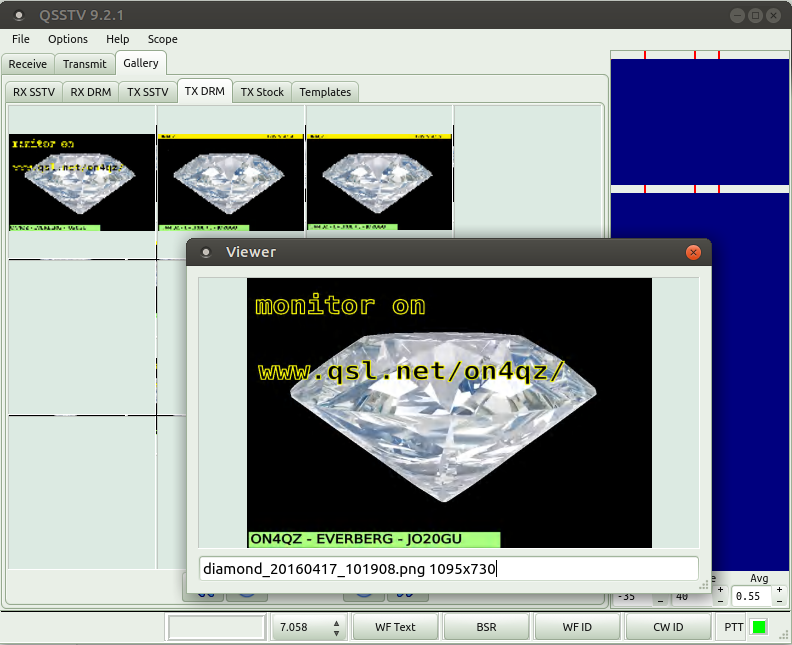 QSSTV 9.2.1
File Options Help Scope
Receive Transmit Gallery
RX SSTV RX DRM TX SSTV TX DRM TX Stock Templates
monitor on
www.qsl.net/on4qz/
Viewer
monitor on
www.qsl.net/on4qz/
ON4QZ - EVERBERG - JO20GU
diamond_20160417_101908.png 1095x730
Avg
-35 40 0.55
7.058 WF Text BSR WF ID CW ID PTT